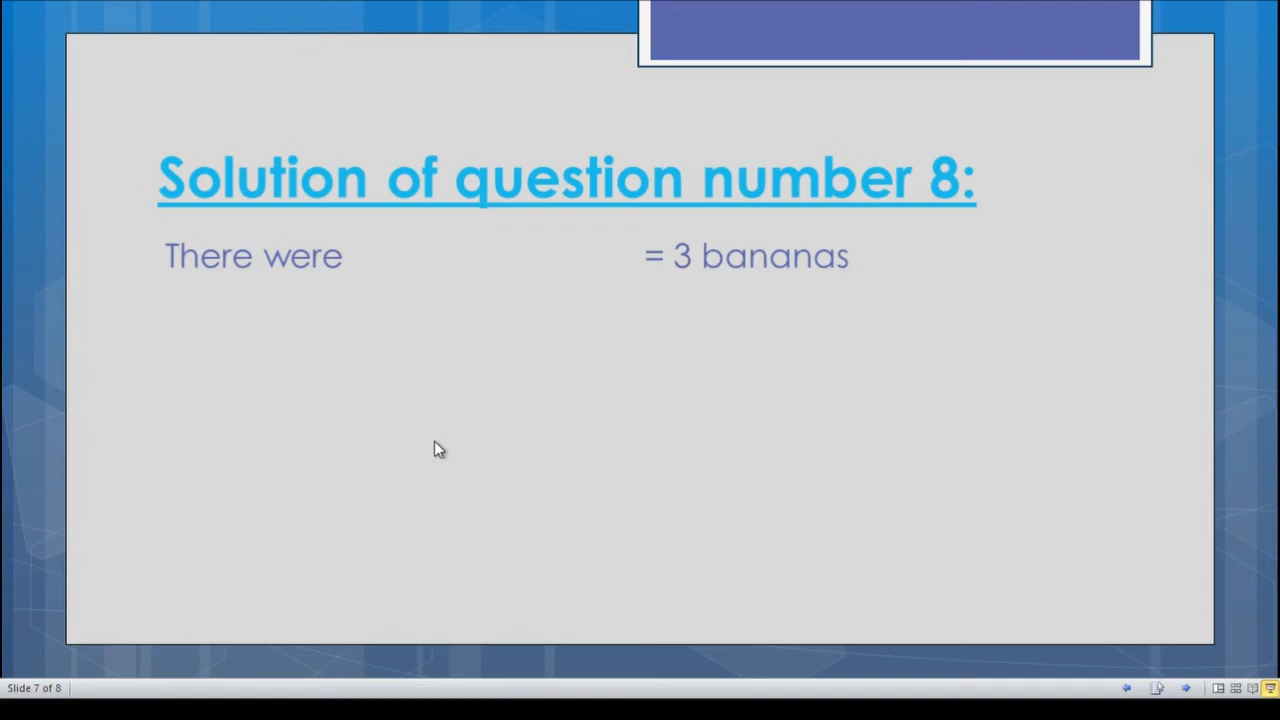 Solution of question number 8:
There were = 3 bananas
Slide 7 of 8